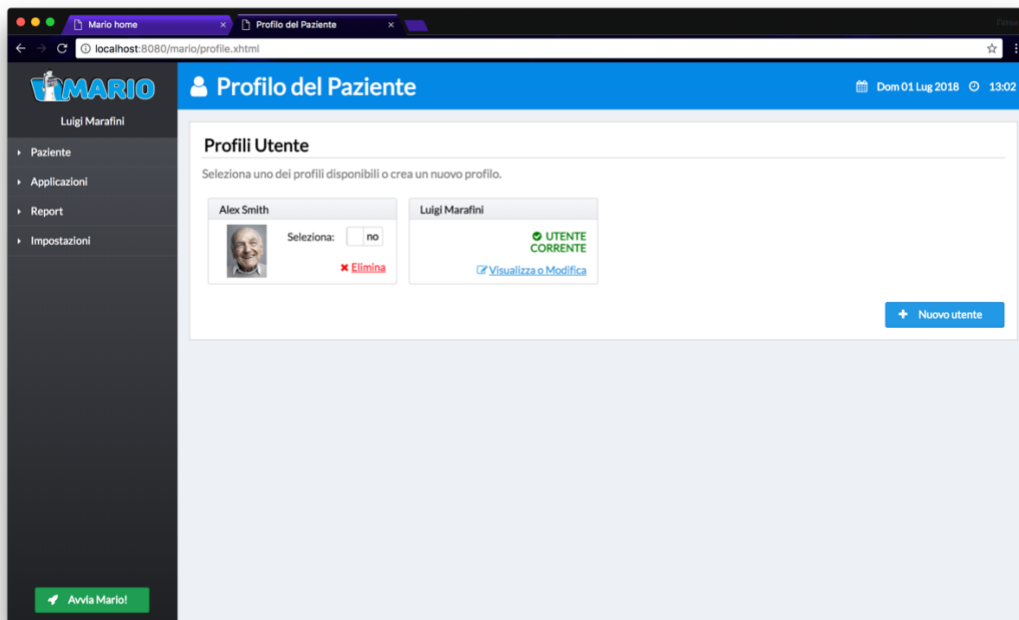 Mario home
Profilo del Paziente
localhost:8080/mario/profile.xhtml
MARIO
Profilo del Paziente
Dom 01 Lug 2018 13:02
Luigi Marafini
Paziente
Applicazioni
Report
Impostazioni
Profili Utente
Seleziona uno dei profili disponibili o crea un nuovo profilo.
Alex Smith
Seleziona: no
Elimina
Luigi Marafini
UTENTE
CORRENTE
Visualizza o Modifica
Nuovo utente
Avvia Mario!